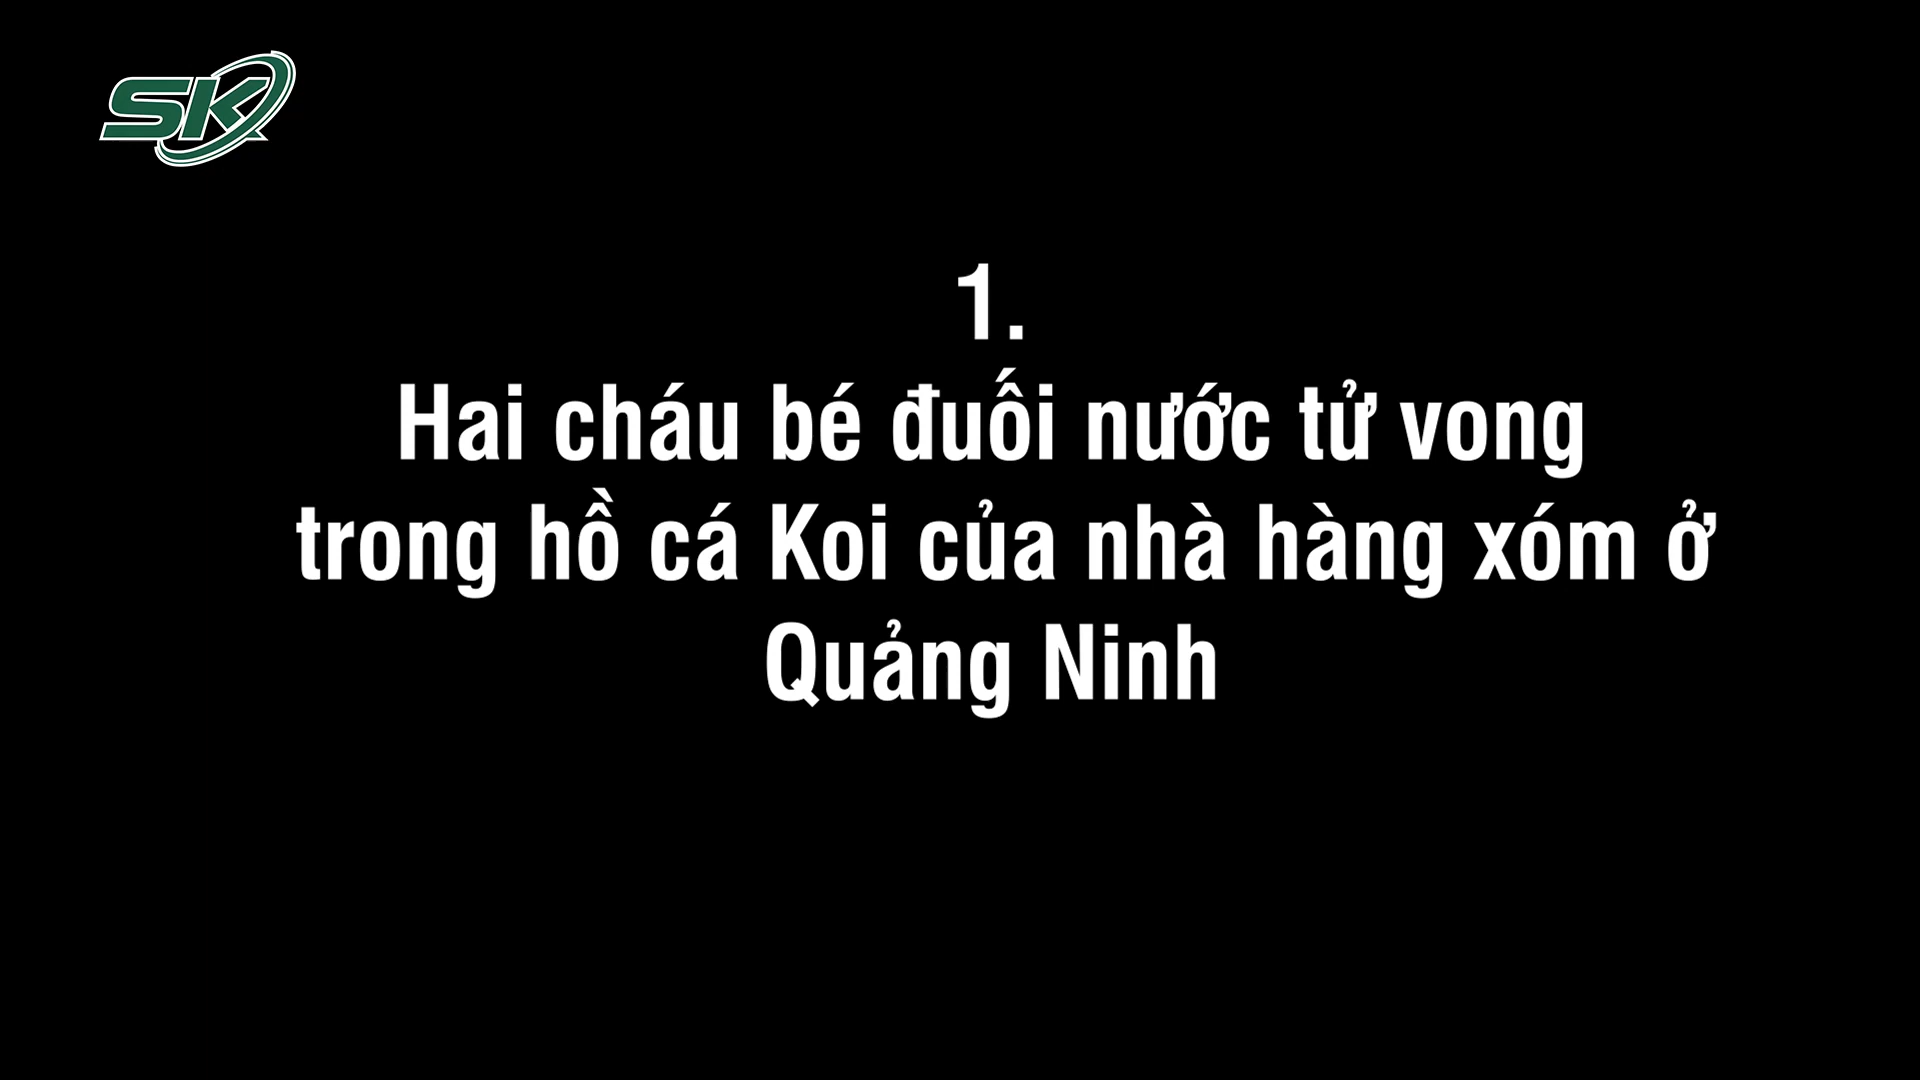 SK
1.
Hai cháu bé đuối nước tử vong
trong hồ cá Koi của nhà hàng xóm ở
Quảng Ninh